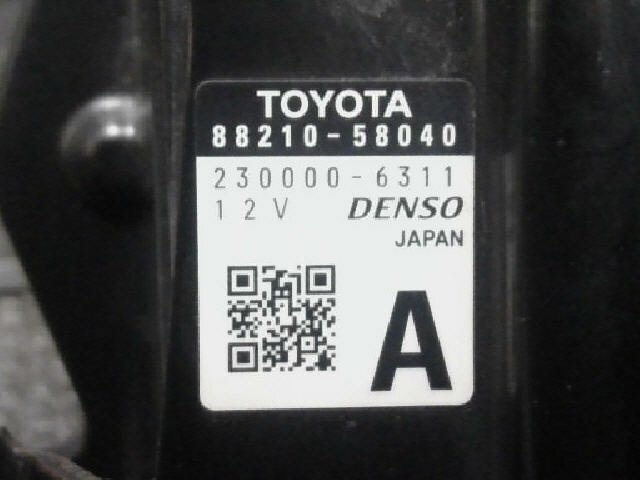 TOYOTA
88210-58040
230000-6311
12V DENSO
JAPAN
A